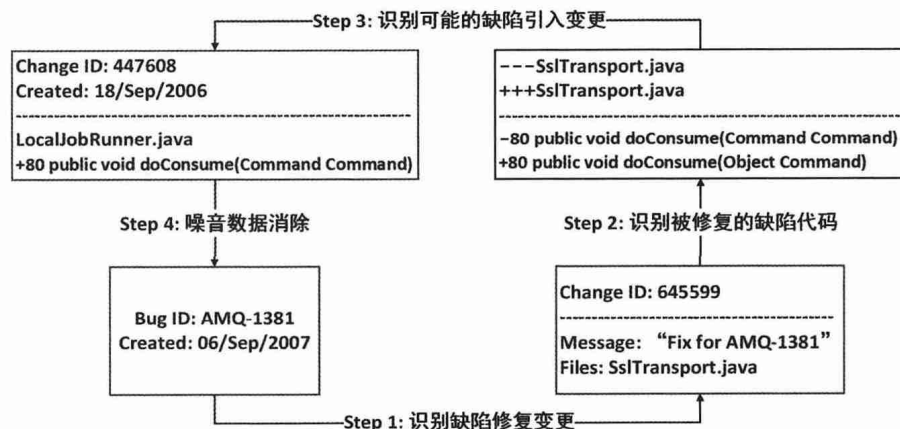 Step 3: 识别可能的缺陷引入变更
Change ID: 447608
Created: 18/Sep/2006
LocalJobRunner.java
+80 public void doConsume(Command Command)
---SslTransport.java
+++SslTransport.java
-80 public void doConsume(Command Command)
+80 public void doConsume(Object Command)
Step 4: 噪音数据消除
Step 2: 识别被修复的缺陷代码
Bug ID: AMQ-1381
Created: 06/Sep/2007
Change ID: 645599
Message: “Fix for AMQ-1381”
Files: SslTransport.java
Step 1: 识别缺陷修复变更